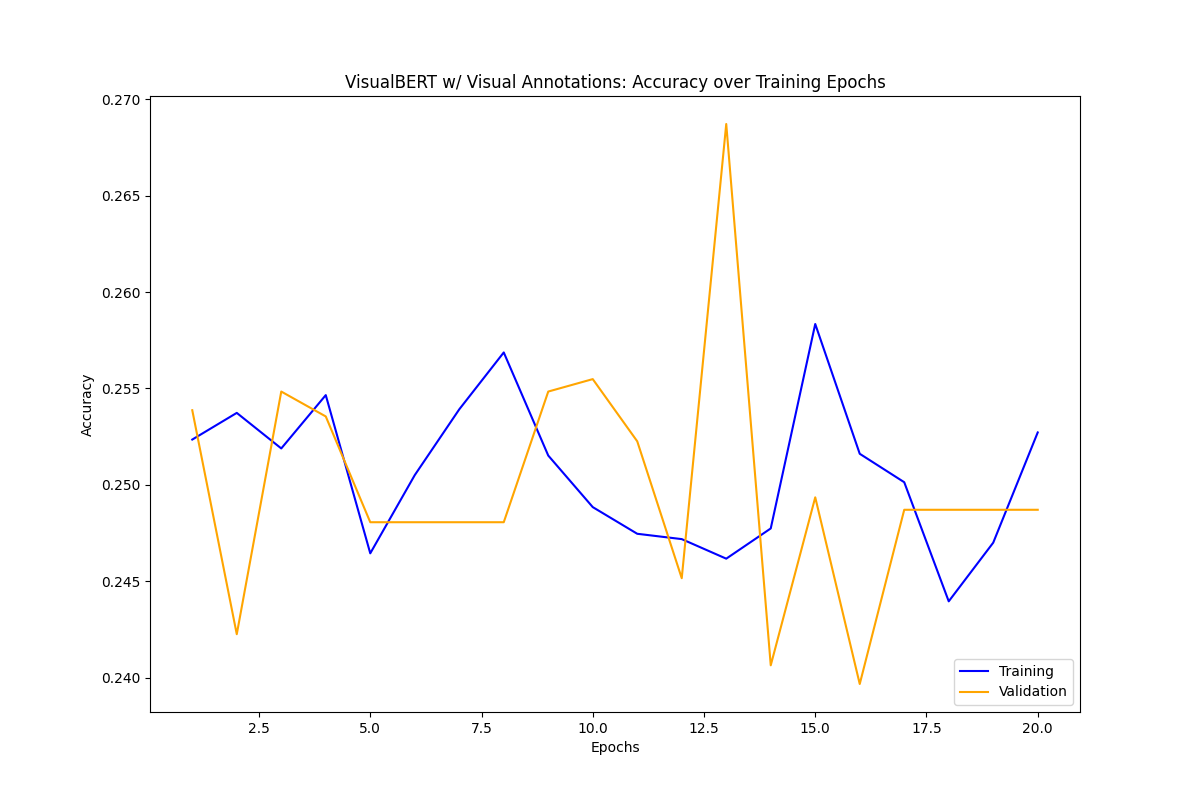 VisualBERT w/ Visual Annotations: Accuracy over Training Epochs
0.270
0.265
0.260
0.255
0.250
0.245
0.240
Accuracy
Training
Validation
2.5 5.0 7.5 10.0 12.5 15.0 17.5 20.0
Epochs